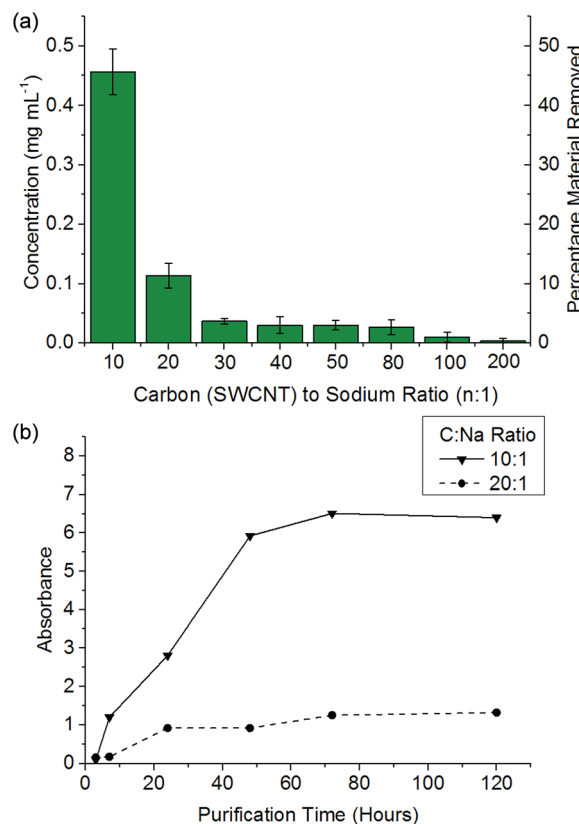 (a)
0.5
0.4
0.3
0.2
0.1
0.0
Concentration (mg mL-1)
50
40
30
20
10
0
Percentage Material Removed
10 20 30 40 50 80 100 200
Carbon (SWCNT) to Sodium Ratio (n:1)
(b)
C:Na Ratio
10:1
20:1
8
7
6
5
4
3
2
1
0
Absorbance
0 20 40 60 80 100 120
Purification Time (Hours)